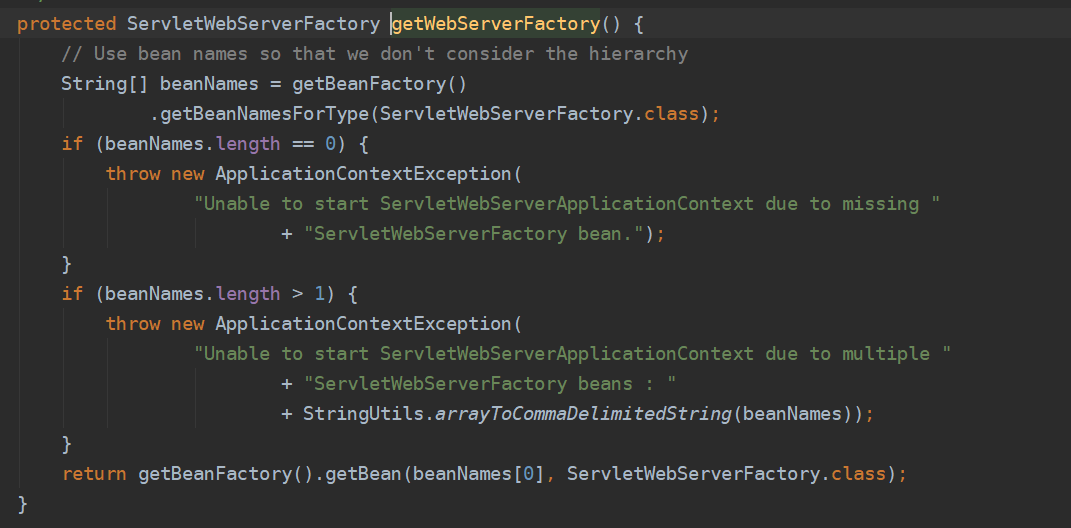 protected ServletWebServerFactory getWebServerFactory() {
// Use bean names so that we don't consider the hierarchy
String[] beanNames = getBeanFactory()
.getBeanNamesForType(ServletWebServerFactory.class);
if (beanNames.length == 0) {
throw new ApplicationContextException(
"Unable to start ServletWebServerApplicationContext due to missing "
+ "ServletWebServerFactory bean.");
}
if (beanNames.length > 1) {
throw new ApplicationContextException(
"Unable to start ServletWebServerApplicationContext due to multiple "
+ "ServletWebServerFactory beans : "
+ StringUtils.arrayToCommaDelimitedString(beanNames));
}
return getBeanFactory().getBean(beanNames[0], ServletWebServerFactory.class);
}